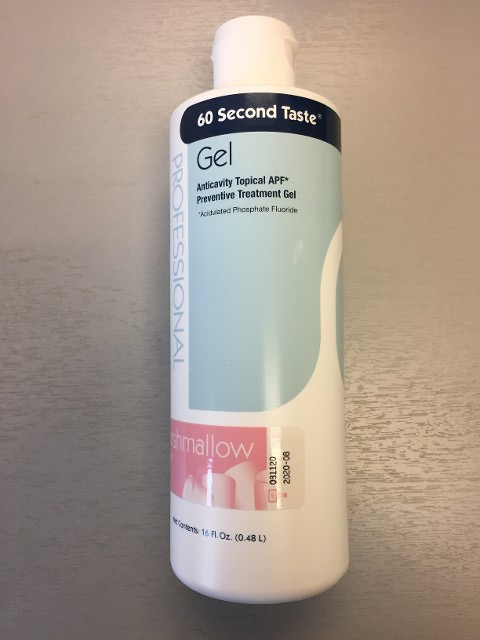 60 Second Taste®
Gel
Anticavity Topical APF*
Preventive Treatment Gel
*Acidulated Phosphate Fluoride
PROFESSIONAL
shmallow
081120
2020-08
Net Contents: 16 Fl. Oz. (0.48 L)